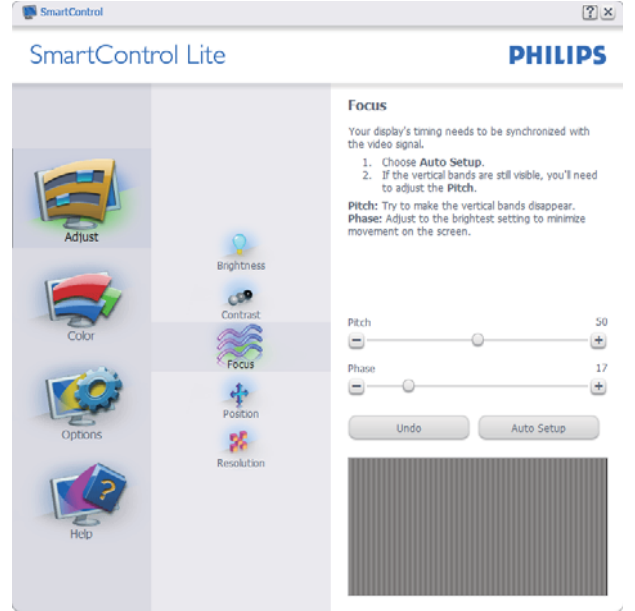 SmartControl
SmartControl Lite
PHILIPS
Adjust
Color
Options
Help
Brightness
Contrast
Focus
Position
Resolution
Focus
Your display's timing needs to be synchronized with
the video signal.
1. Choose Auto Setup.
2. If the vertical bands are still visible, you'll need
to adjust the Pitch.
Pitch: Try to make the vertical bands disappear.
Phase: Adjust to the brightest setting to minimize
movement on the screen.
Pitch 50
Phase 17
Undo Auto Setup